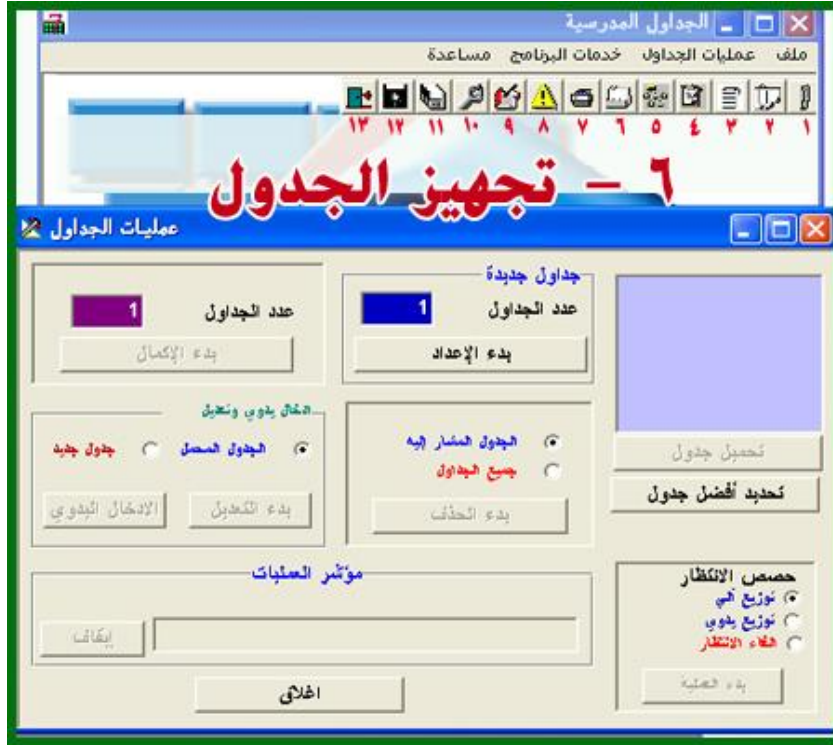 الجداول المدرسية
ملف عمليات الجداول خدمات البرنامج مساعدة
١ ٢ ٣ ٤ ٥ ٦ ٧ ٨ ٩ ١٠ ١١ ١٢ ١٣
٦ – تجهيز الجدول
عمليات الجداول
جداول جديدة
عدد الجداول 1
بدء الإعداد
عدد الجداول 1
بدء الإكمال
تحميل جدول
تحديد أفضل جدول
الجدول المشار إليه
جميع الجداول
بدء الحذف
ادخال يدوي وتعديل
الجدول المحمل جدول جديد
بدء التعديل الادخال اليدوي
حصص الانتظار
توزيع آلي
توزيع يدوي
الغاء الانتظار
بدء العملية
مؤشر العمليات
إيقاف
اغلاق